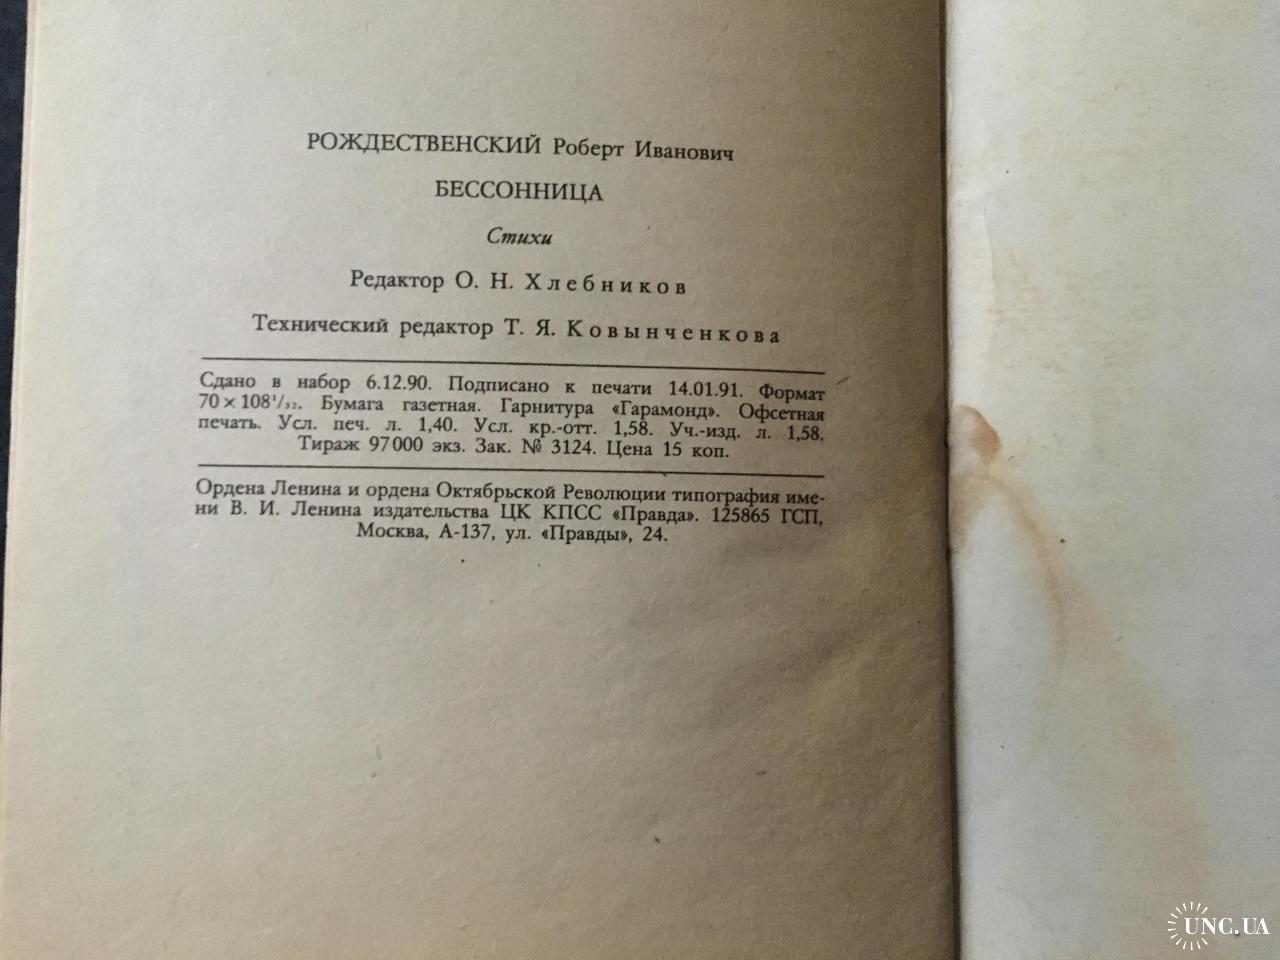 РОЖДЕСТВЕНСКИЙ Роберт Иванович
БЕССОННИЦА
Стихи
Редактор О. Н. Хлебников
Технический редактор Т. Я. Ковынченкова
Сдано в набор 6.12.90. Подписано к печати 14.01.91. Формат
70×108¹/₃₂. Бумага газетная. Гарнитура «Гарамонд». Офсетная
печать. Усл. печ. л. 1,40. Усл. кр.-отт. 1,58. Уч.-изд. л. 1,58.
Тираж 97 000 экз. Зак. № 3124. Цена 15 коп.
Ордена Ленина и ордена Октябрьской Революции типография име-
ни В. И. Ленина издательства ЦК КПСС «Правда». 125865 ГСП,
Москва, А-137, ул. «Правды», 24.
UNC.UA